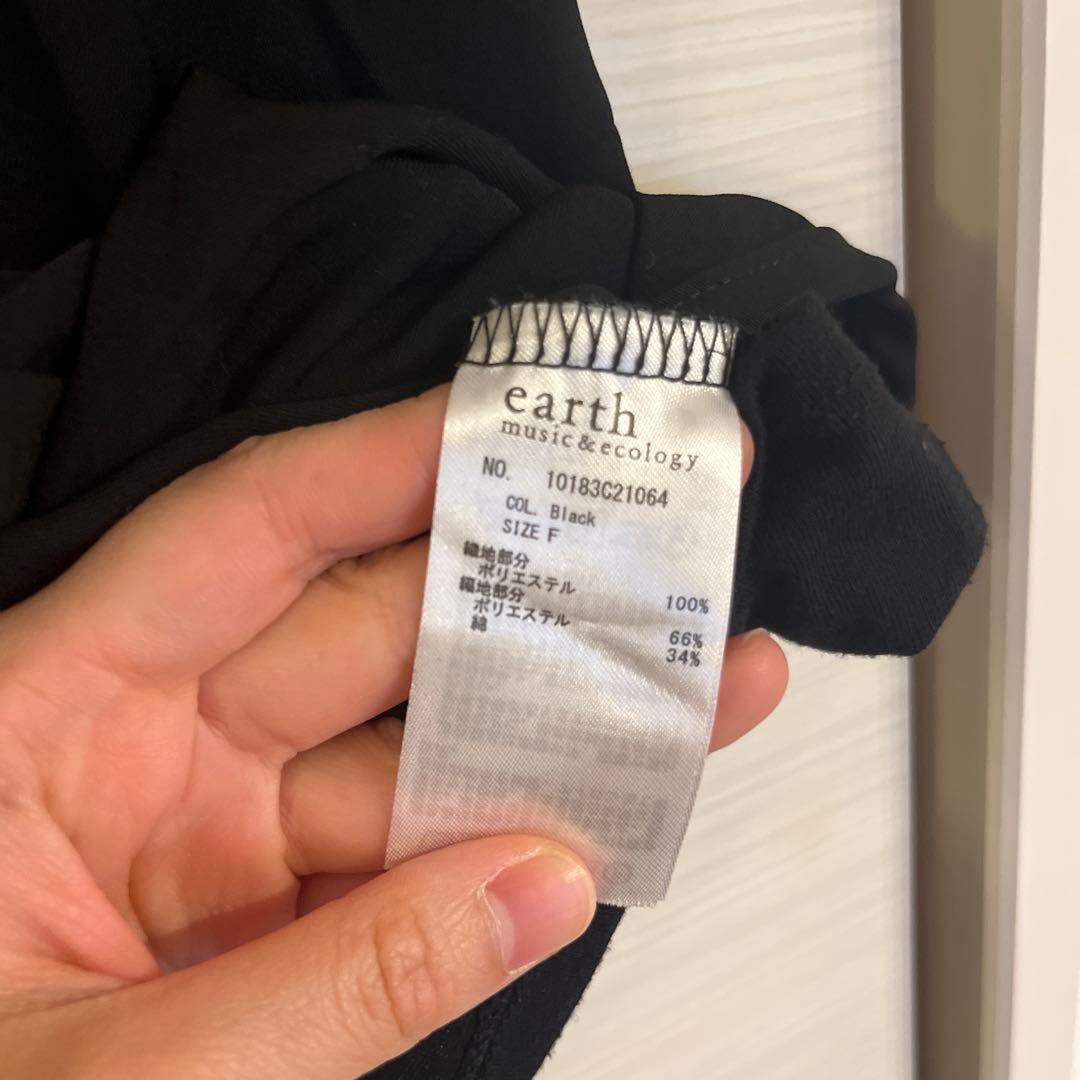 earth
music&ecology
NO. 10183C21064
COL. Black
SIZE F
織地部分
ポリエステル 100%
編地部分
ポリエステル 66%
綿 34%